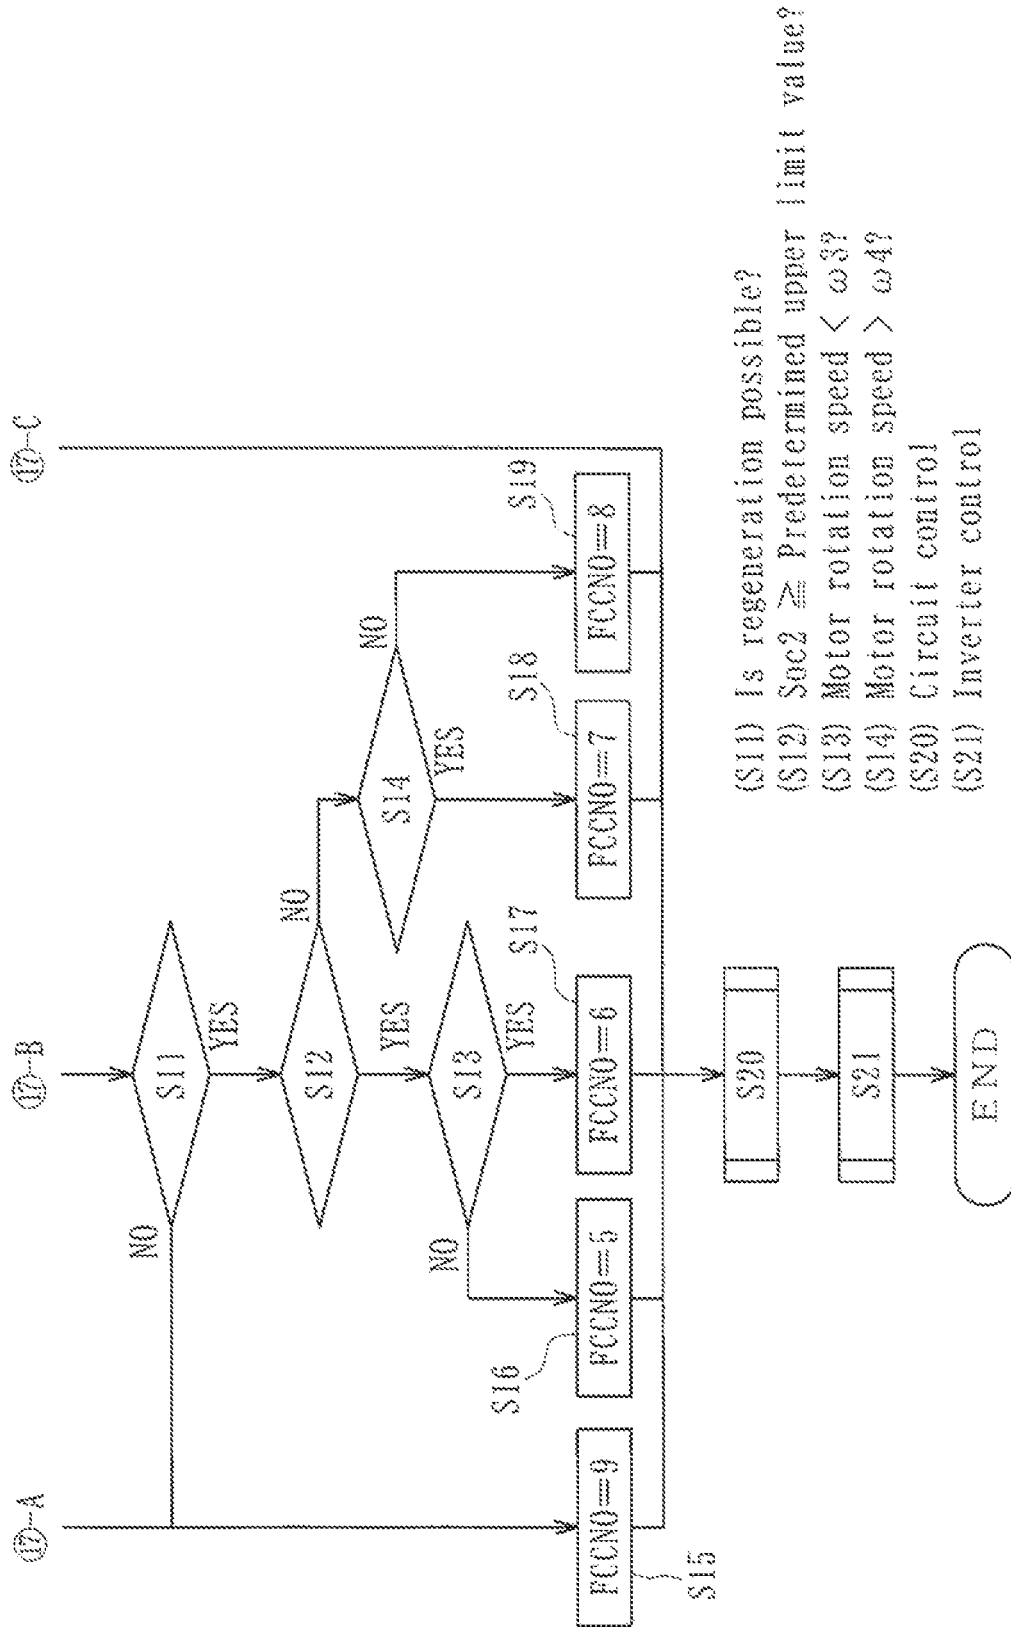 ⑰-A
⑰-B
⑰-C
S11
NO
YES
S12
NO
YES
S14
NO
YES
S13
NO
YES
S15
FCCNO=9
S16
FCCNO=5
S17
FCCNO=6
S18
FCCNO=7
S19
FCCNO=8
S20
S21
END
(S11) Is regeneration possible?
(S12) Soc2 ≧ Predetermined upper limit value?
(S13) Motor rotation speed < ω3?
(S14) Motor rotation speed > ω4?
(S20) Circuit control
(S21) Inverter control